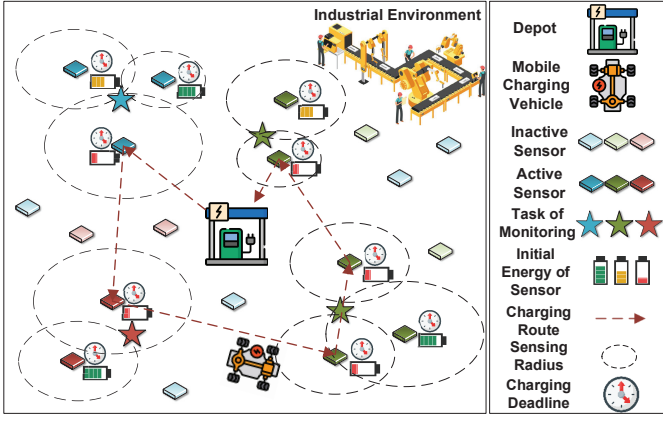 Industrial Environment
Depot
Mobile
Charging
Vehicle
Inactive
Sensor
Active
Sensor
Task of
Monitoring
Initial
Energy of
Sensor
Charging
Route
Sensing
Radius
Charging
Deadline